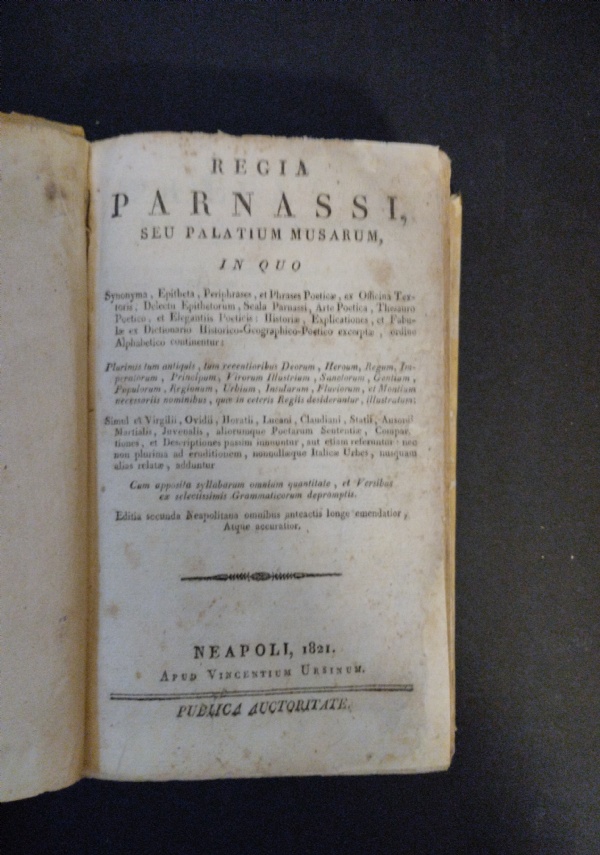 REGIA
PARNASSI,
SEU PALATIUM MUSARUM,
IN QUO
Synonyma, Epitheta, Periphrases, et Phrases Poeticæ, ex Officina Tex-
toris, Delectu Epithetorum, Scala Parnassi, Arte Poetica, Thesauro
Poetico, et Elegantiis Poeticis: Historiæ, Explicationes, et Fabu-
læ ex Dictionario Historico-Geographico-Poetico excerptæ, ordine
Alphabetico continentur:
Plurimis tum antiquis, tum recentioribus Deorum, Heroum, Regum, Im-
peratorum, Principum, Virorum Illustrium, Sanctorum, Gentium,
Populorum, Regionum, Urbium, Insularum, Fluviorum, et Montium
necessariis nominibus, quæ in ceteris Regiis desiderantur, illustratum;
Simul et Virgilii, Ovidii, Horatii, Lucani, Claudiani, Statii, Ausonii
Martialis, Juvenalis, aliorumque Poetarum Sententiæ, Compara-
tiones, et Descriptiones passim innuuntur, aut etiam referuntur: nec
non plurima ad eruditionem, nonnullæque Italicæ Urbes, nusquam
alias relatæ, adduntur
Cum apposita syllabarum omnium quantitate, et Versibus
ex selectissimis Grammaticorum depromptis.
Editia secunda Neapolitana omnibus anteactis longe emendatior,
Atque accuratior.
NEAPOLI, 1821.
APUD VINCENTIUM URSINUM.
PUBLICA AUCTORITATE.